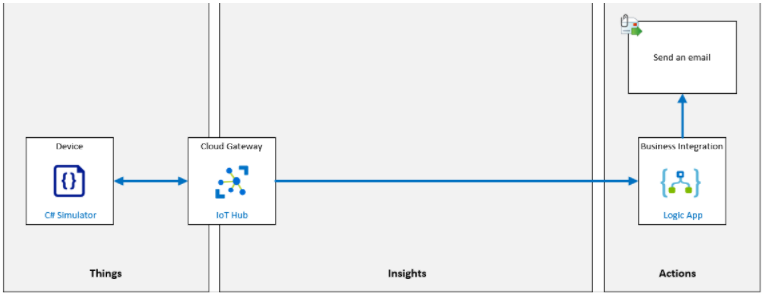 Send an email
Device
C# Simulator
Cloud Gateway
IoT Hub
Business Integration
Logic App
Things
Insights
Actions